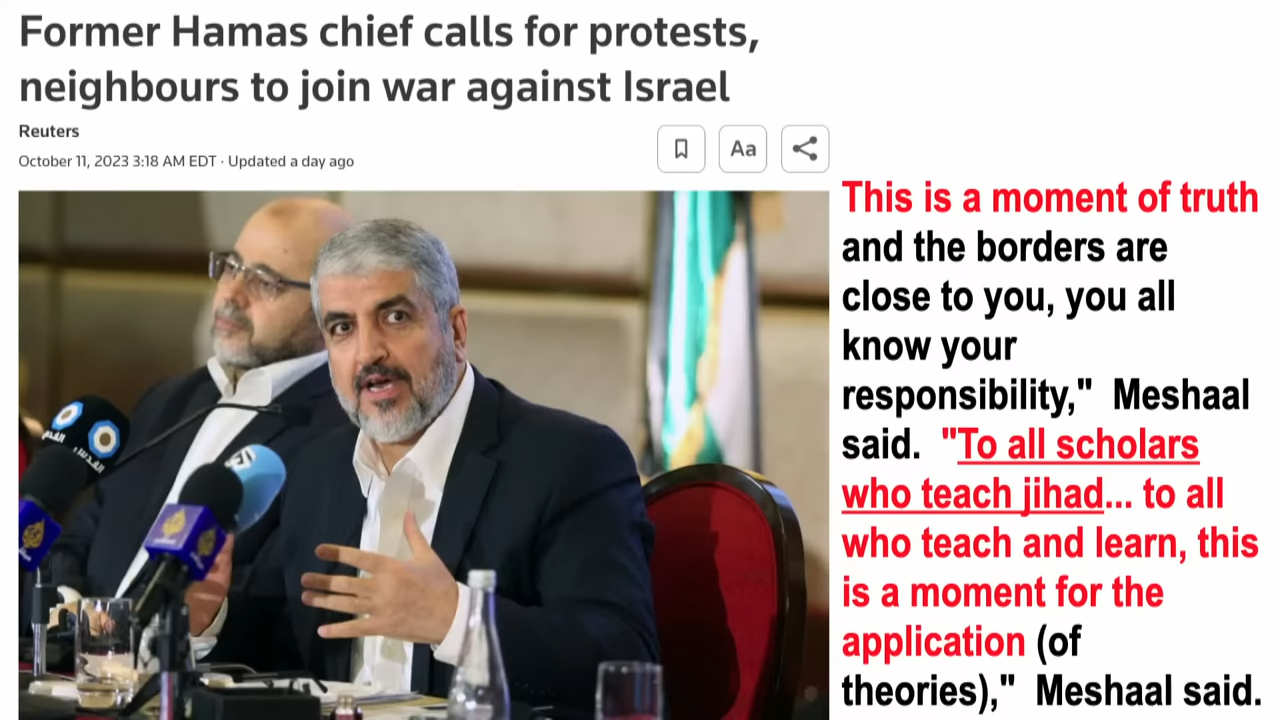 Former Hamas chief calls for protests,
neighbours to join war against Israel
Reuters
October 11, 2023 3:18 AM EDT · Updated a day ago
Aa
This is a moment of truth
and the borders are
close to you, you all
know your
responsibility," Meshaal
said. "To all scholars
who teach jihad... to all
who teach and learn, this
is a moment for the
application (of
theories)," Meshaal said.
القدس
القدس